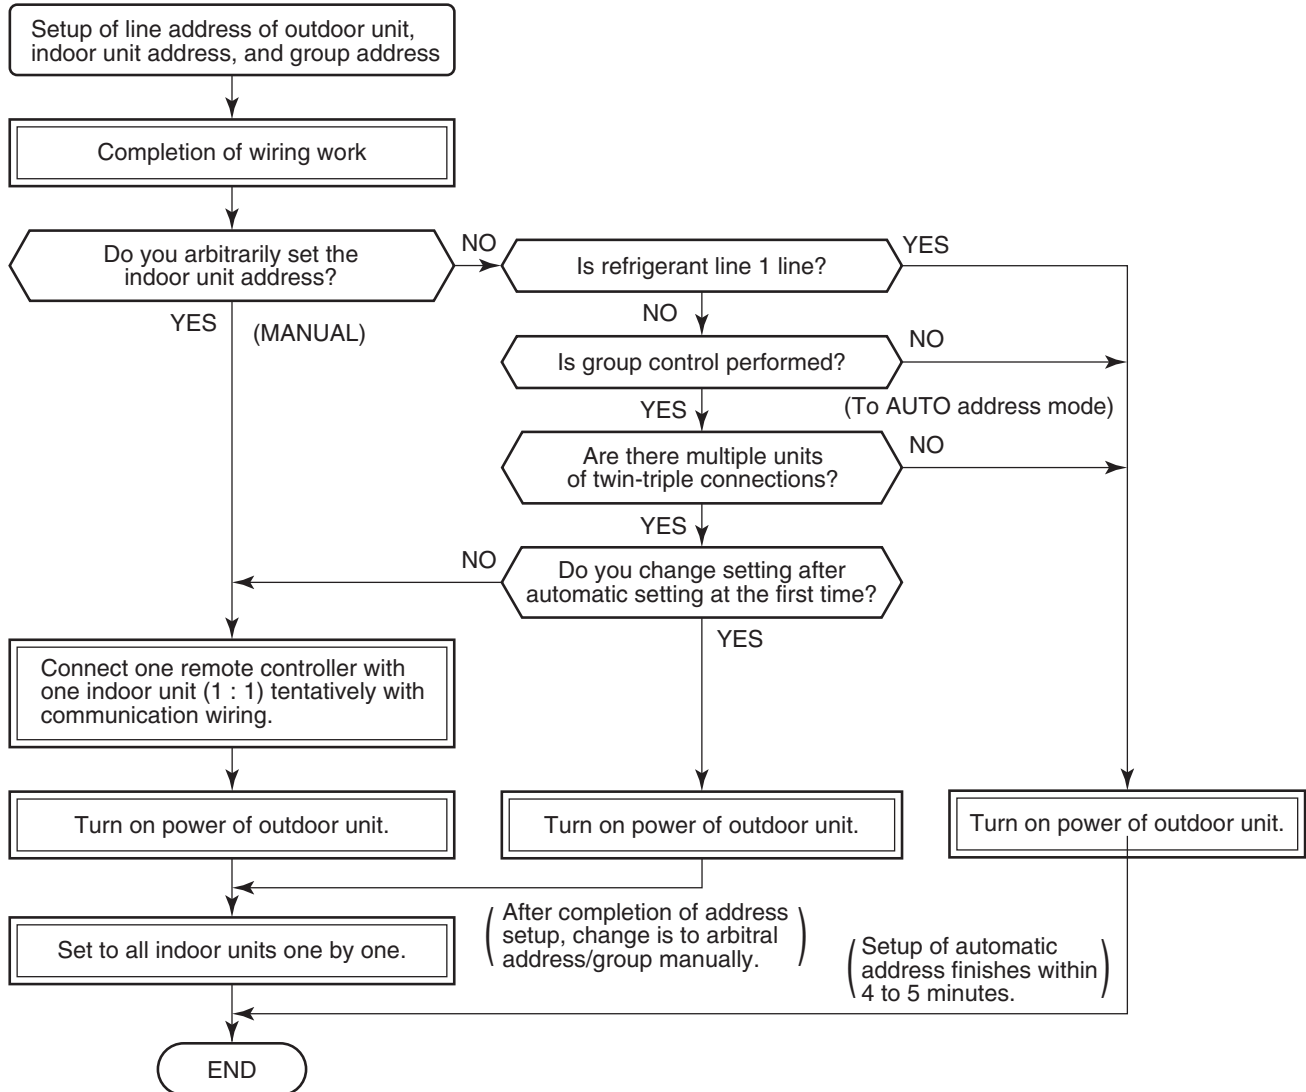 Setup of line address of outdoor unit,
indoor unit address, and group address
Completion of wiring work
Do you arbitrarily set the
indoor unit address?
NO
Is refrigerant line 1 line?
YES
YES
(MANUAL)
NO
Is group control performed?
NO
YES
(To AUTO address mode)
Are there multiple units
of twin-triple connections?
NO
YES
NO
Do you change setting after
automatic setting at the first time?
YES
Connect one remote controller with
one indoor unit (1 : 1) tentatively with
communication wiring.
Turn on power of outdoor unit.
Turn on power of outdoor unit.
Turn on power of outdoor unit.
Set to all indoor units one by one.
(After completion of address
setup, change is to arbitral
address/group manually.)
(Setup of automatic
address finishes within
4 to 5 minutes.)
END